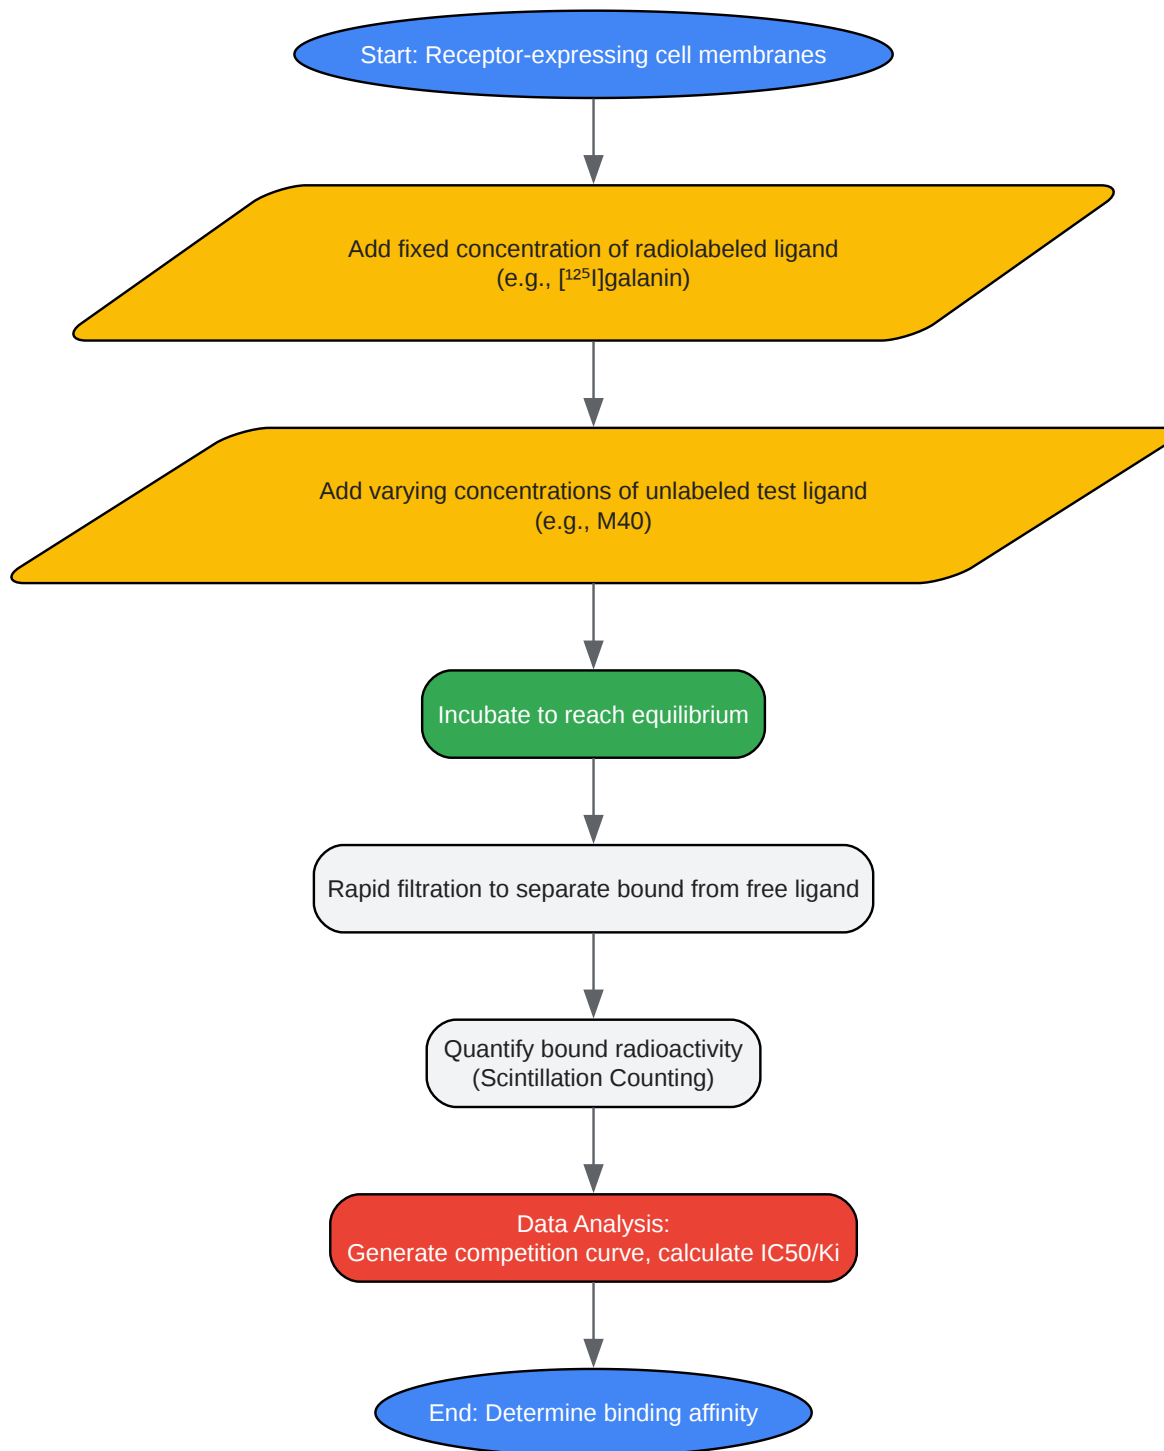 Start: Receptor-expressing cell membranes
Add fixed concentration of radiolabeled ligand
(e.g., [¹²⁵I]galanin)
Add varying concentrations of unlabeled test ligand
(e.g., M40)
Incubate to reach equilibrium
Rapid filtration to separate bound from free ligand
Quantify bound radioactivity
(Scintillation Counting)
Data Analysis:
Generate competition curve, calculate IC50/Ki
End: Determine binding affinity